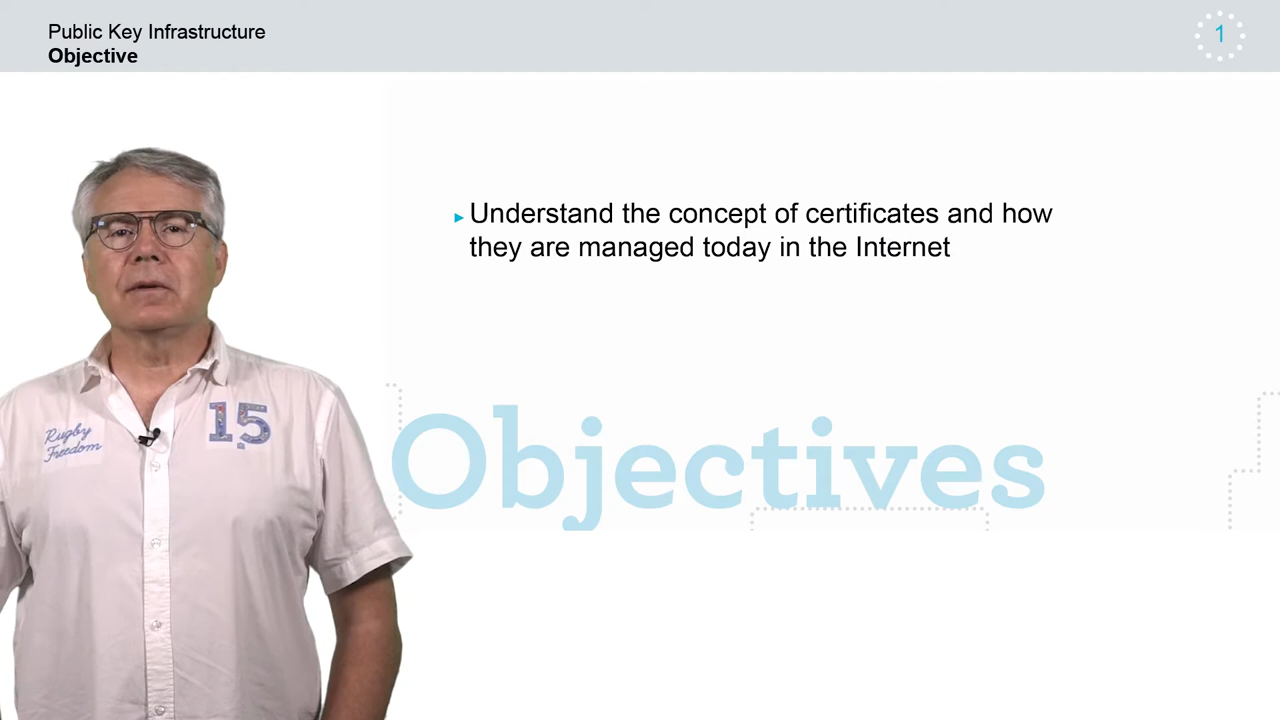 Public Key Infrastructure
Objective
1
► Understand the concept of certificates and how
they are managed today in the Internet
Rugby
Freedom
15
Objectives